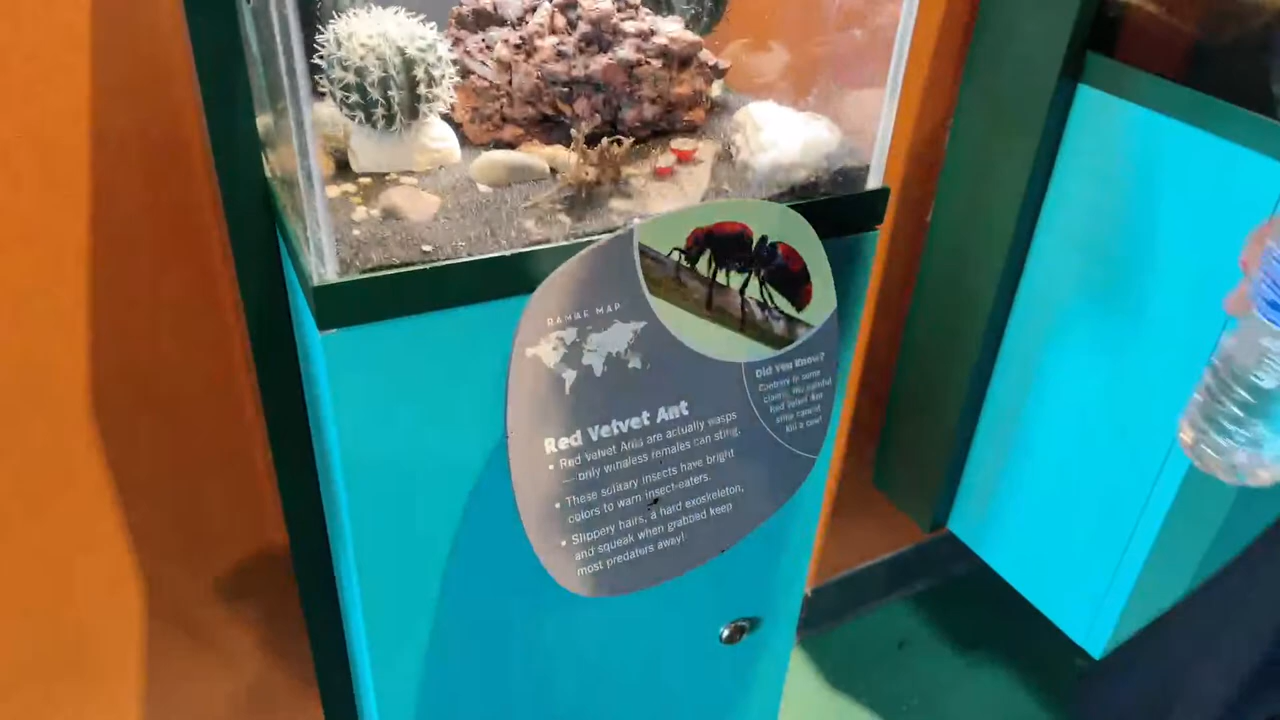 RANGE MAP
Red Velvet Ant
• Red Velvet Ants are actually wasps
—only wingless females can sting.
• These solitary insects have bright
colors to warn insect-eaters.
• Slippery hairs, a hard exoskeleton,
and squeak when grabbed keep
most predators away!
Did You Know?
Contrary to some
claims, the painful
Red Velvet Ant
sting cannot
kill a cow!